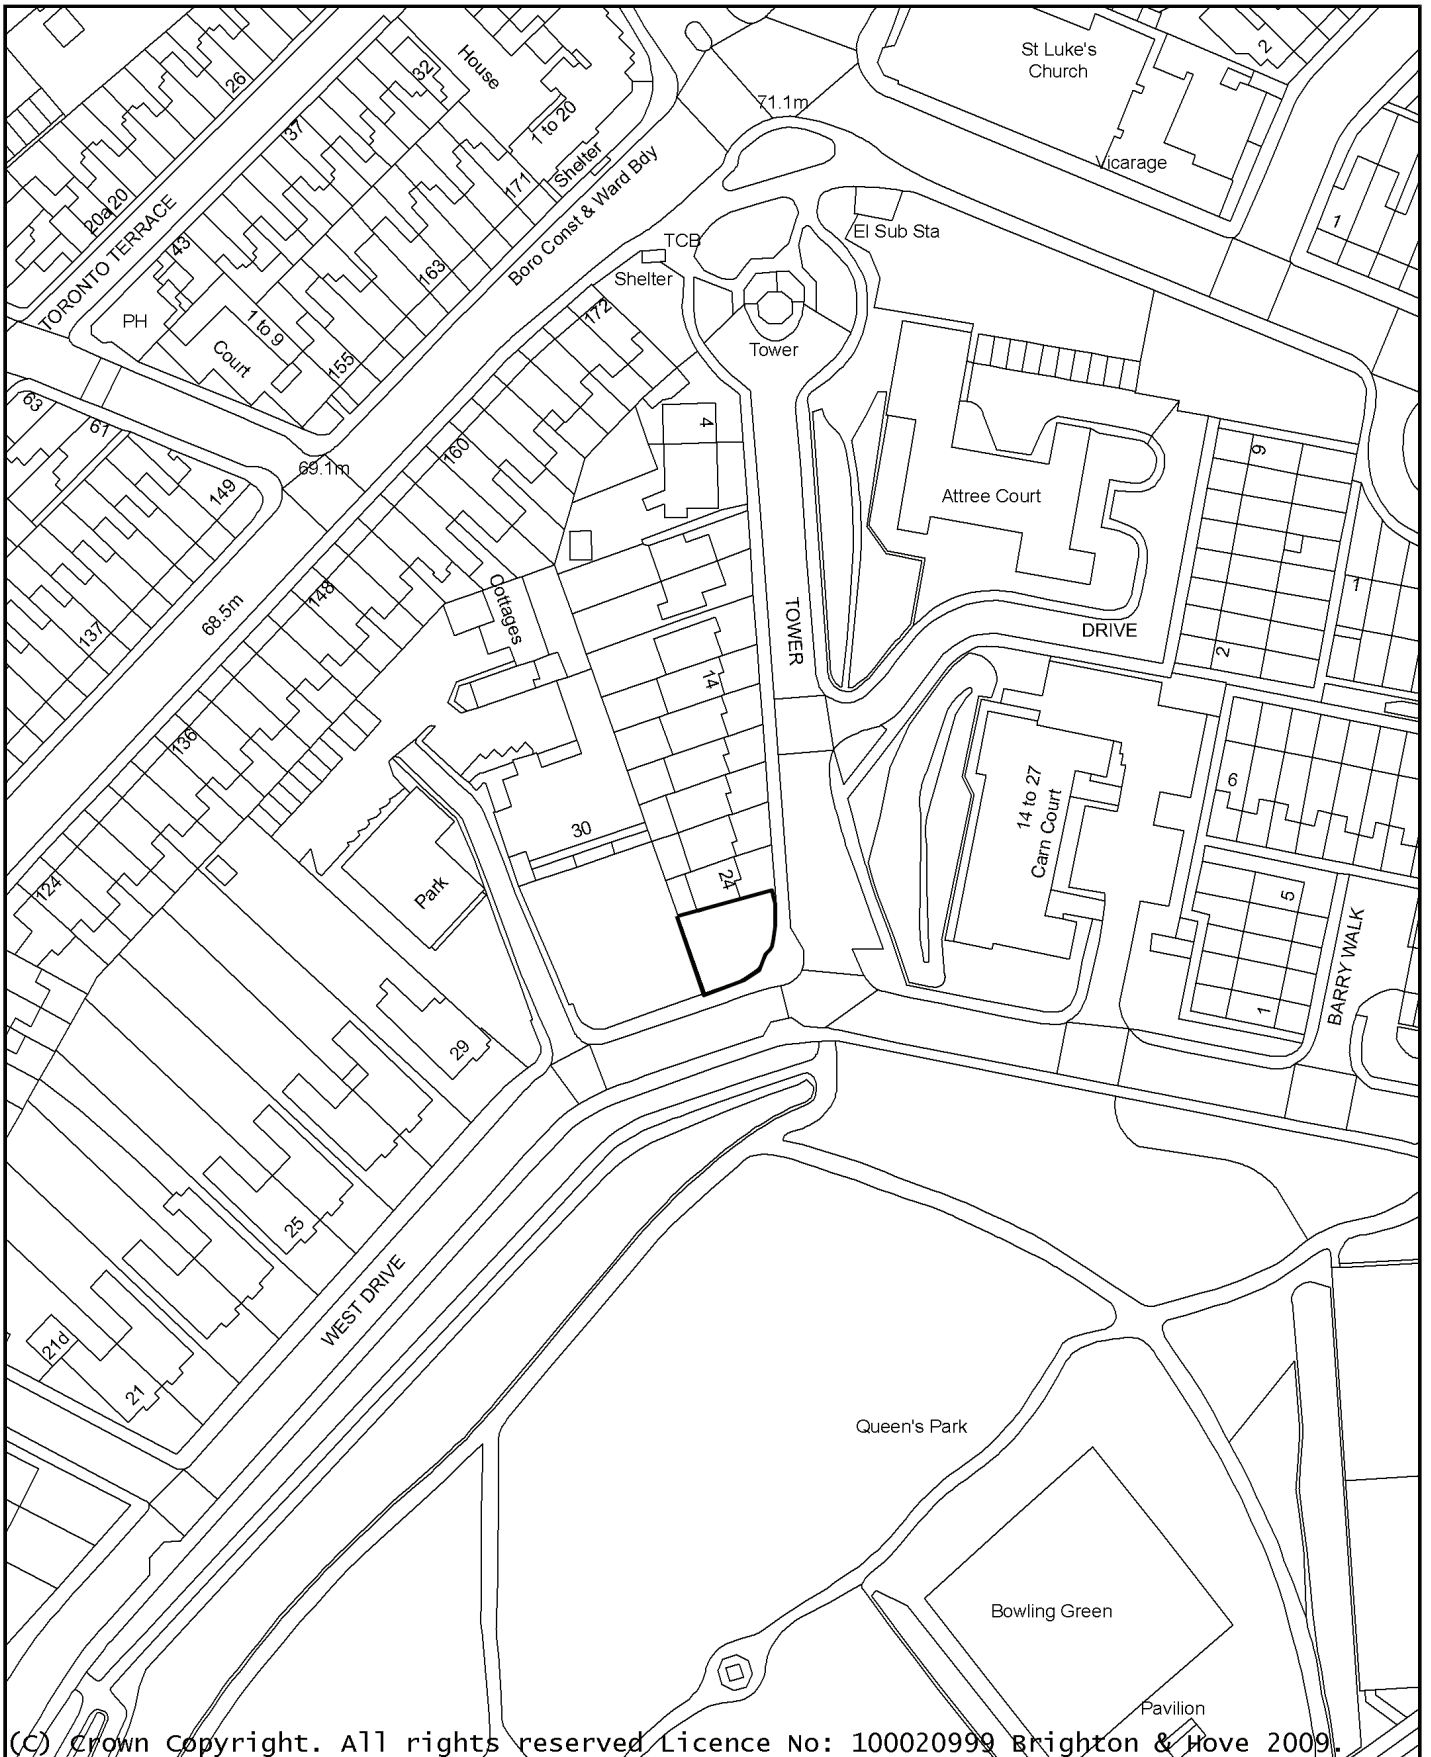 St Luke's
Church
2
26
32
House
37
1 to 20
71.1m
Shelter
Vicarage
171
Boro Const & Ward Bdy
20a
20
TORONTO TERRACE
43
1
El Sub Sta
TCB
Shelter
163
172
PH
1 to 9
Court
155
Tower
63
61
4
160
9
69.1m
149
Attree Court
148
Cottages
1
68.5m
137
TOWER
DRIVE
2
14
136
14 to 27
Carn Court
6
30
124
Park
24
5
BARRY WALK
1
29
25
WEST DRIVE
21d
21
Queen's Park
Bowling Green
Pavilion
(C) Crown Copyright. All rights reserved Licence No: 100020999 Brighton & Hove 2009.